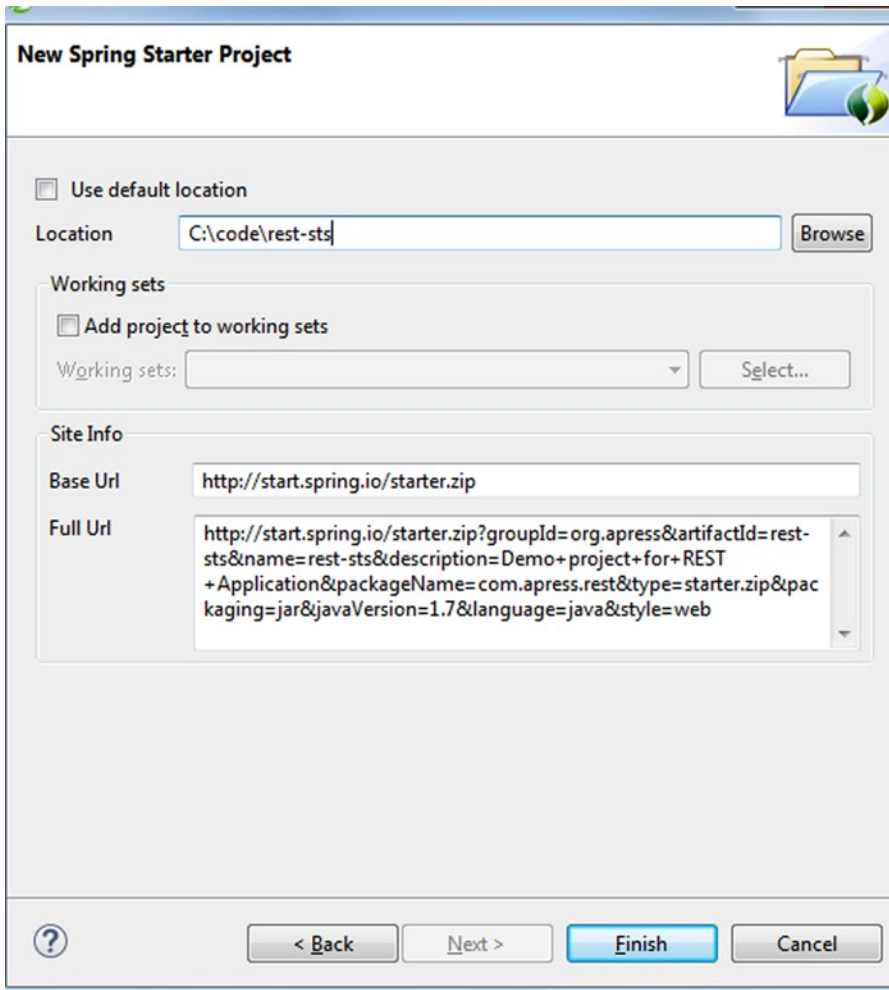 New Spring Starter Project
Use default location
Location C:\code\rest-sts Browse
Working sets
Add project to working sets
Working sets: Select...
Site Info
Base Url http://start.spring.io/starter.zip
Full Url http://start.spring.io/starter.zip?groupId=org.apress&artifactId=rest-
sts&name=rest-sts&description=Demo+project+for+REST
+Application&packageName=com.apress.rest&type=starter.zip&pac
kaging=jar&javaVersion=1.7&language=java&style=web
? < Back Next > Finish Cancel